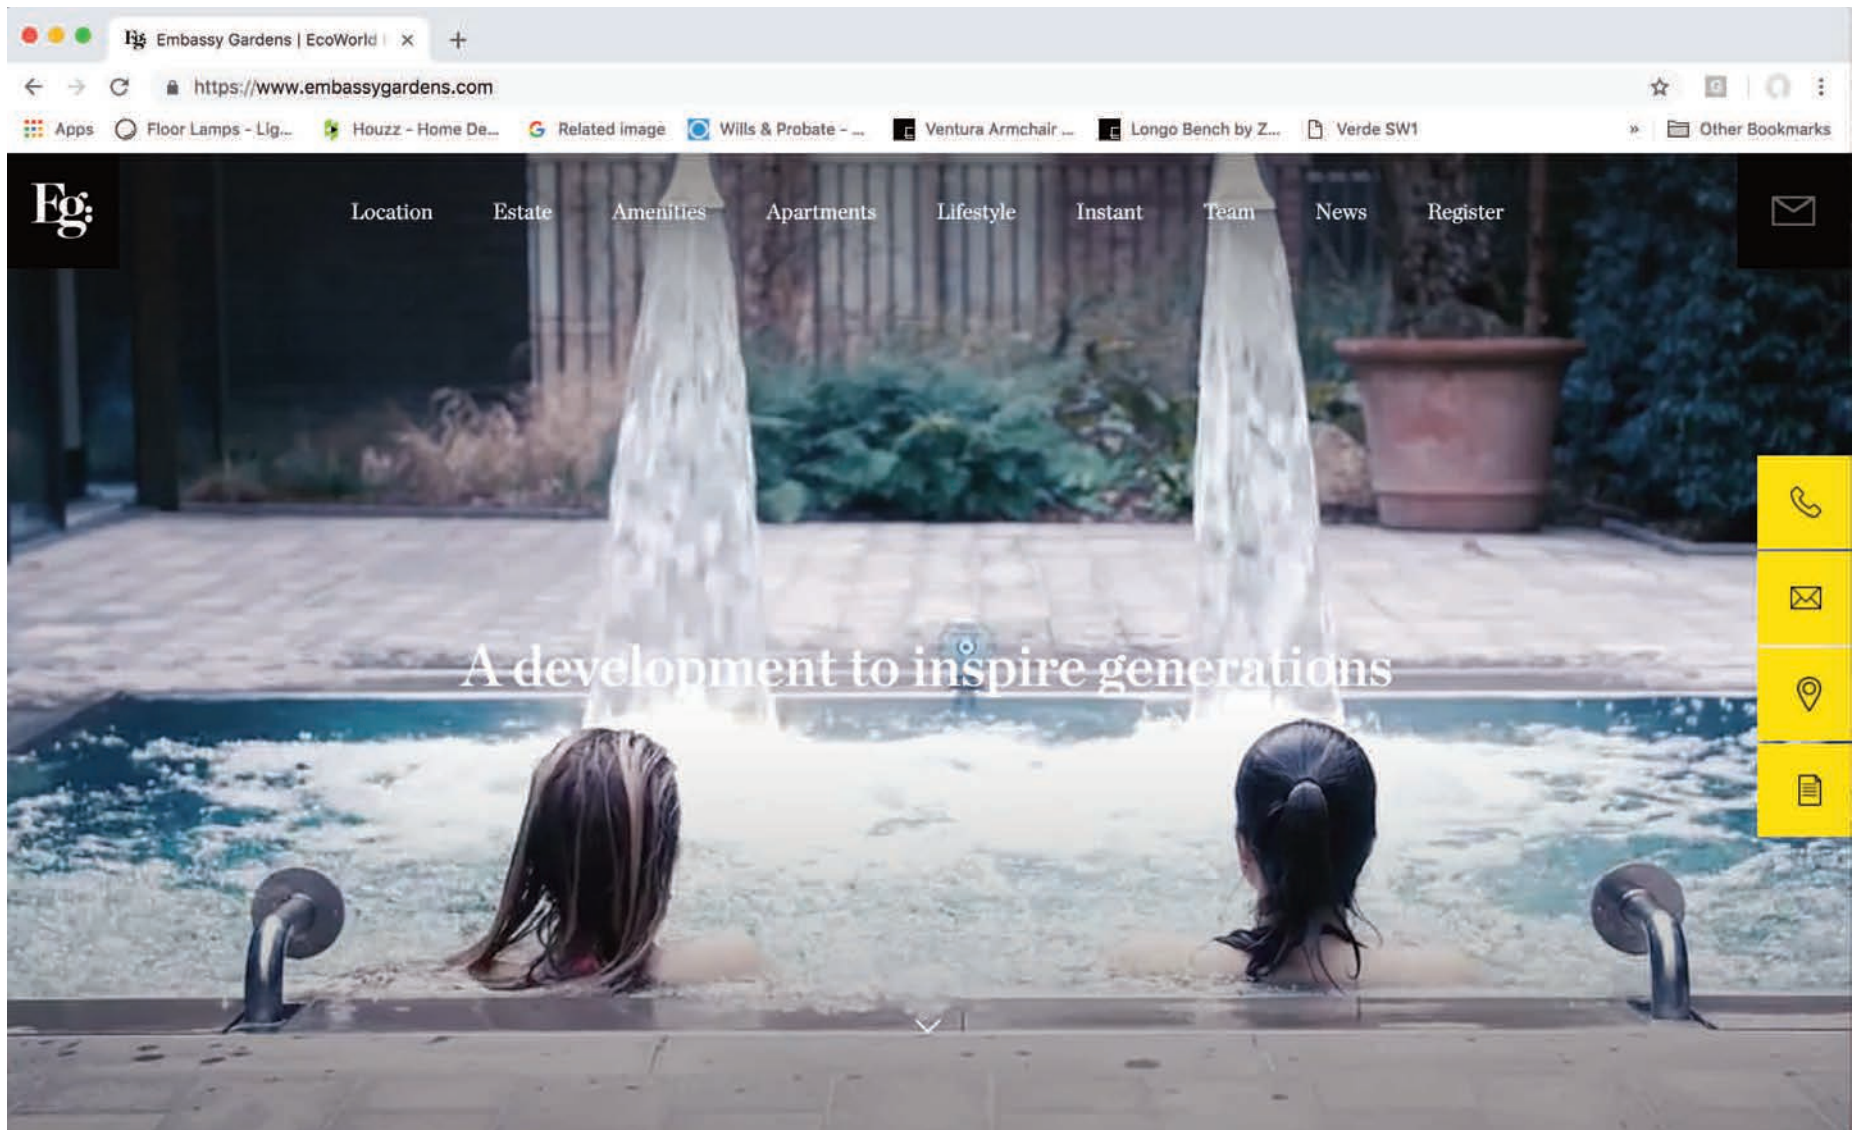 Eg: Embassy Gardens | EcoWorld
https://www.embassygardens.com
Apps Floor Lamps - Lig... Houzz - Home De... Related image Wills & Probate - ... Ventura Armchair ... Longo Bench by Z... Verde SW1 » Other Bookmarks
Eg: Location Estate Amenities Apartments Lifestyle Instant Team News Register
A development to inspire generations